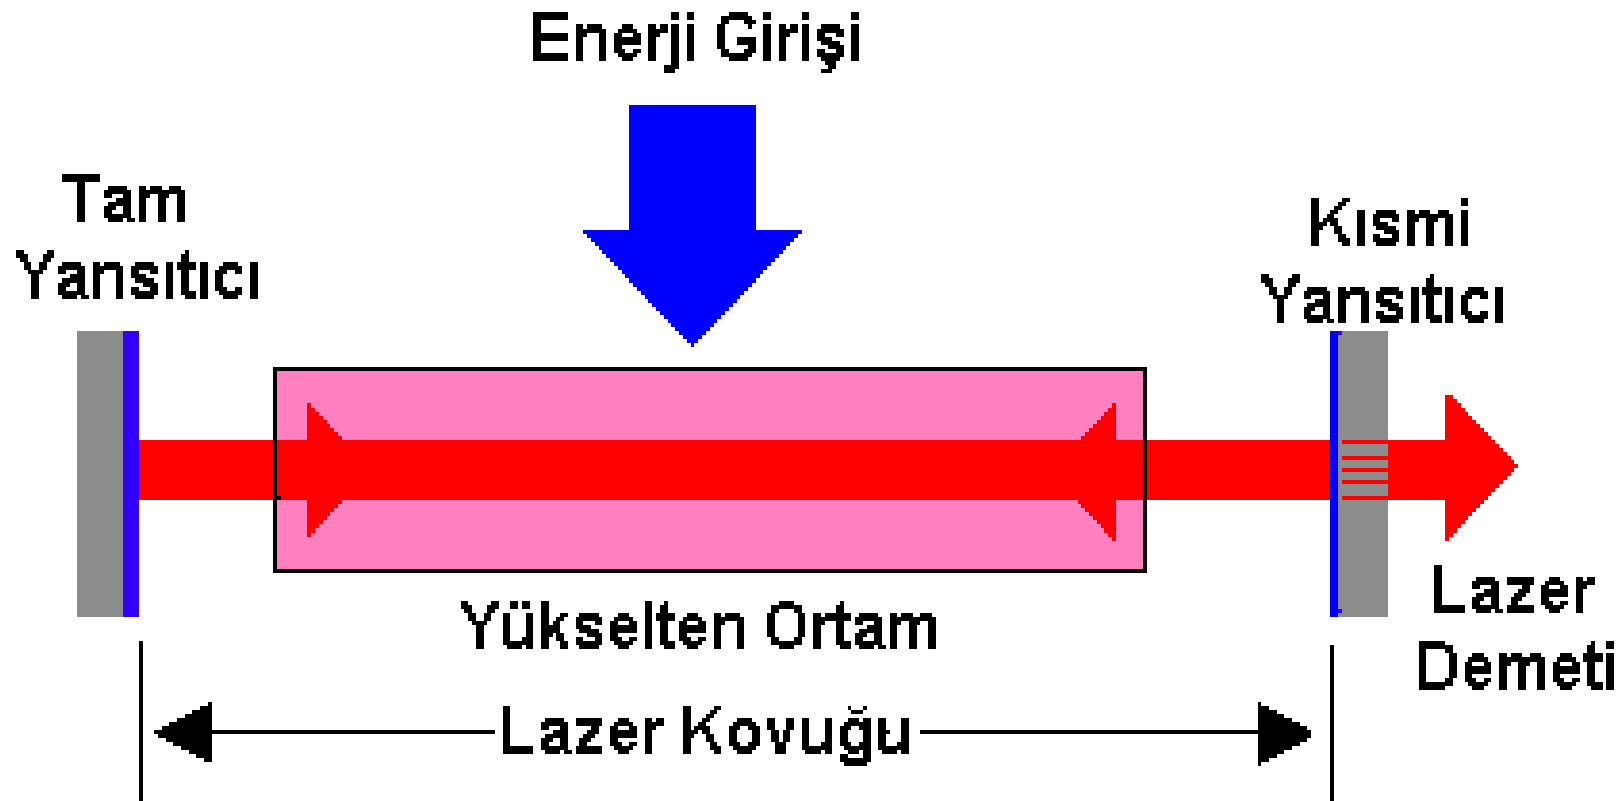 Enerji Girişi
Tam
Yansıtıcı
Kısmi
Yansıtıcı
Yükselten Ortam
Lazer
Demeti
Lazer Kovuğu